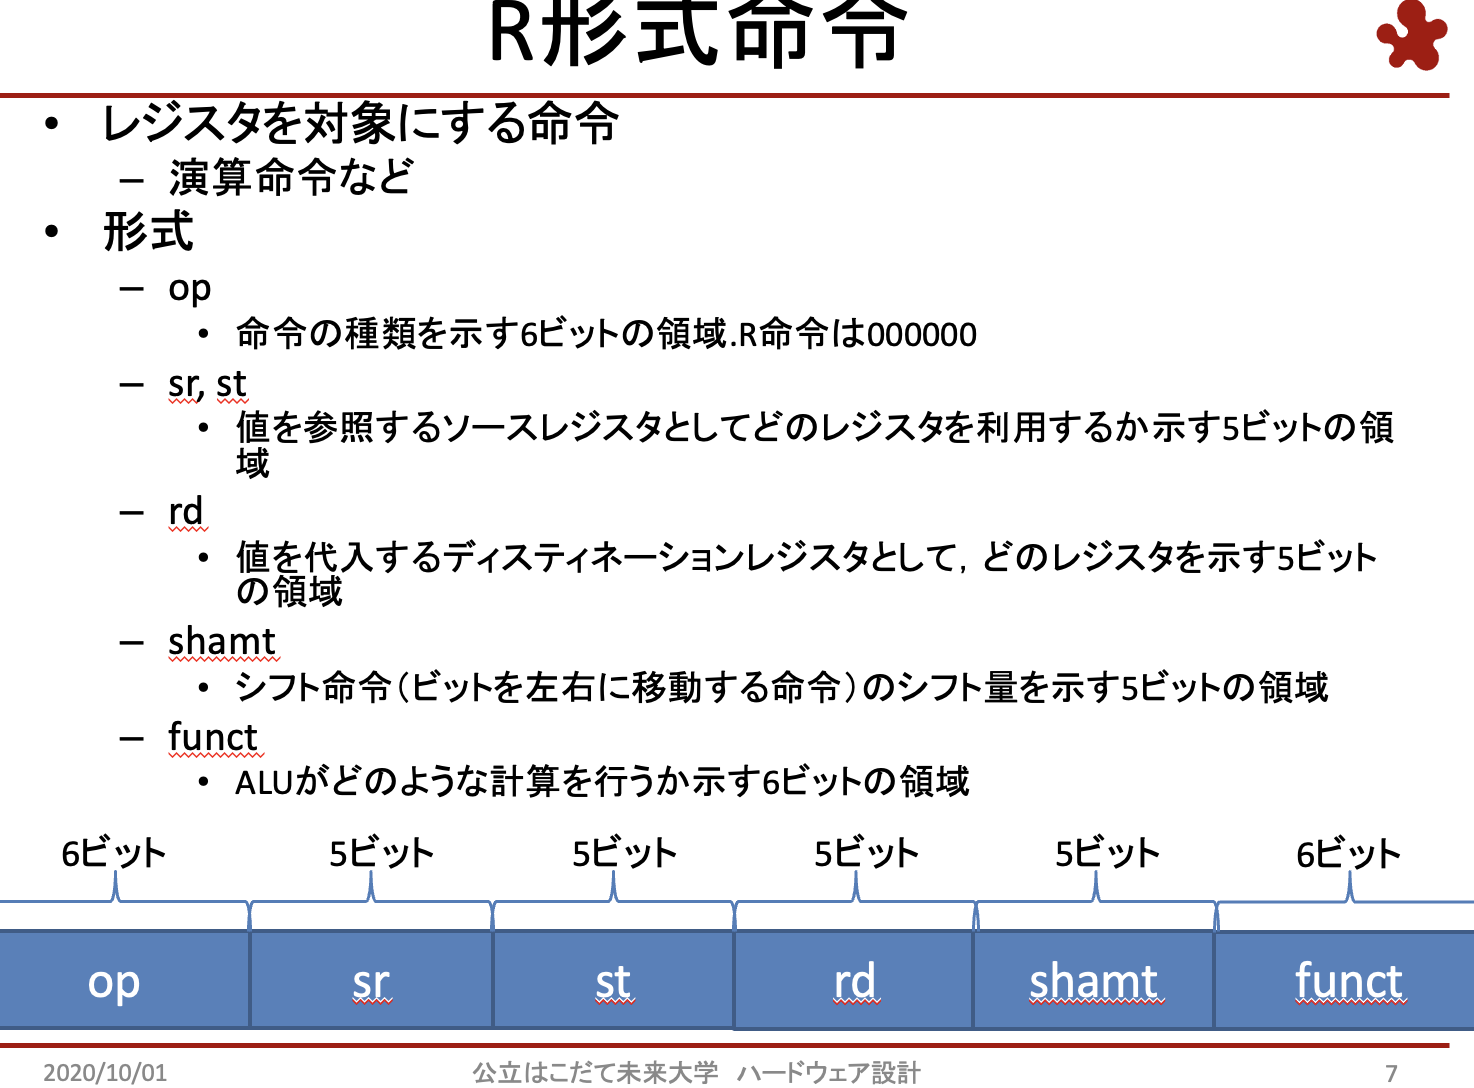 R形式命令
• レジスタを対象にする命令
– 演算命令など
• 形式
– op
• 命令の種類を示す6ビットの領域.R命令は000000
– sr, st
• 値を参照するソースレジスタとしてどのレジスタを利用するか示す5ビットの領
域
– rd
• 値を代入するディスティネーションレジスタとして，どのレジスタを示す5ビット
の領域
– shamt
• シフト命令（ビットを左右に移動する命令）のシフト量を示す5ビットの領域
– funct
• ALUがどのような計算を行うか示す6ビットの領域
6ビット 5ビット 5ビット 5ビット 5ビット 6ビット
op sr st rd shamt funct
2020/10/01 公立はこだて未来大学　ハードウェア設計 7